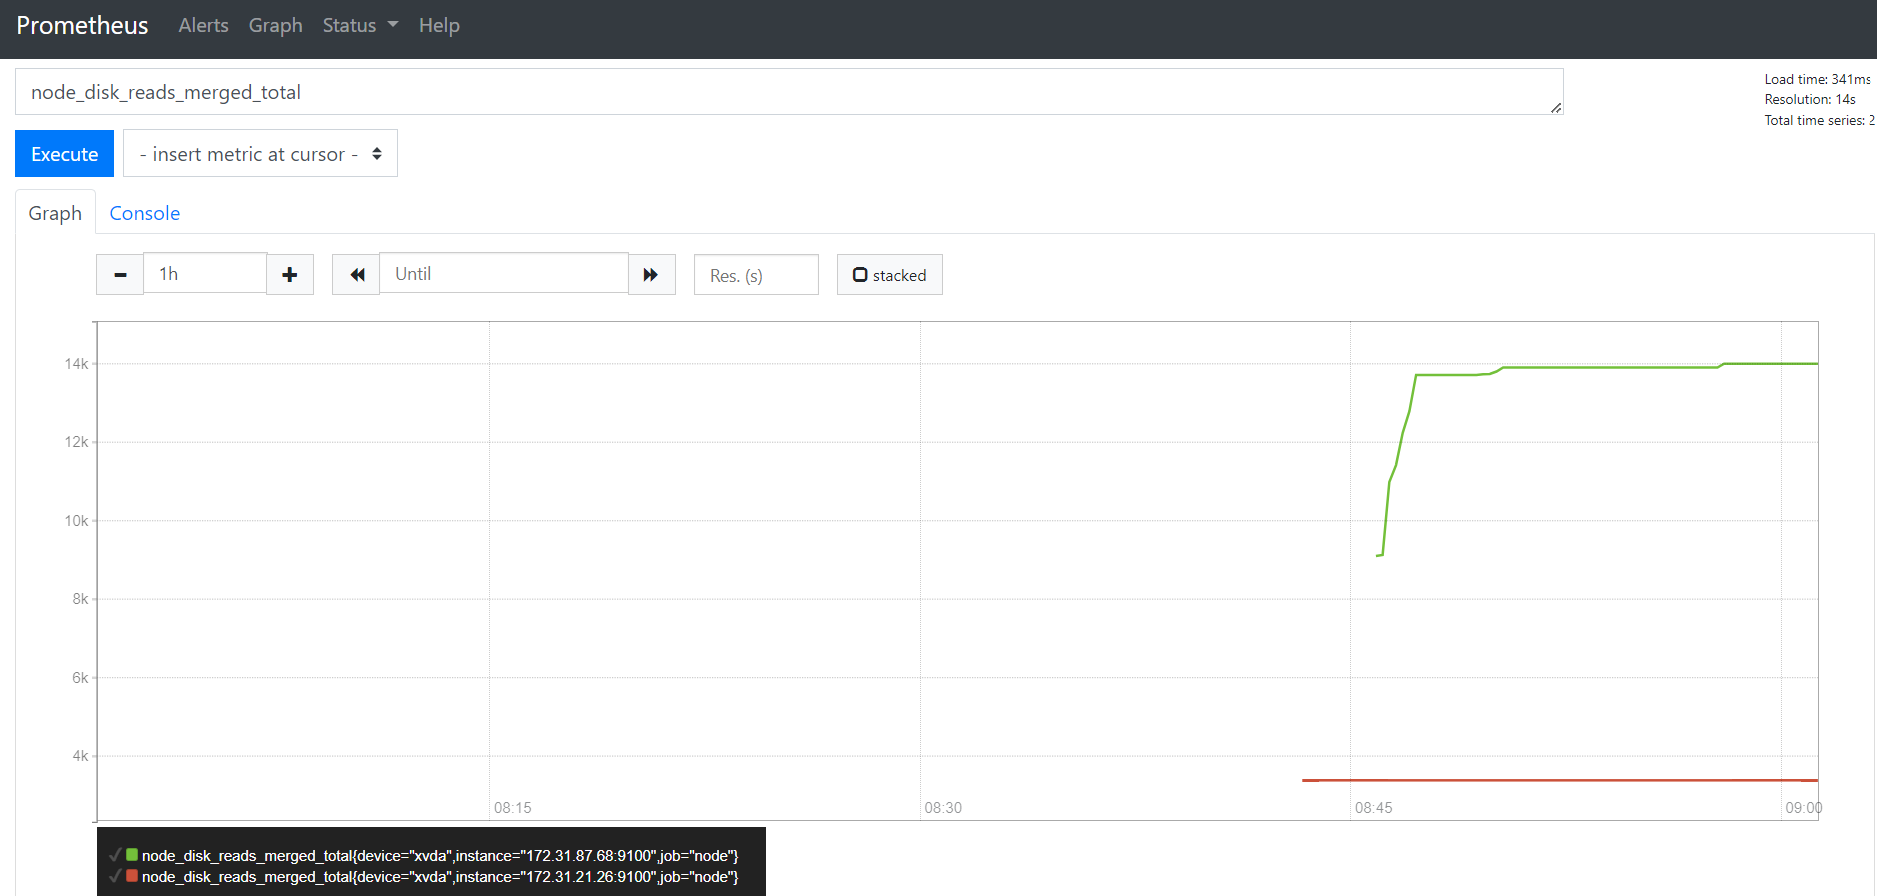 Prometheus Alerts Graph Status Help
node_disk_reads_merged_total
Load time: 341ms
Resolution: 14s
Total time series: 2
Execute - insert metric at cursor -
Graph Console
1h Until Res. (s) stacked
14k
12k
10k
8k
6k
4k
08:15 08:30 08:45 09:00
node_disk_reads_merged_total{device="xvda",instance="172.31.87.68:9100",job="node"}
node_disk_reads_merged_total{device="xvda",instance="172.31.21.26:9100",job="node"}